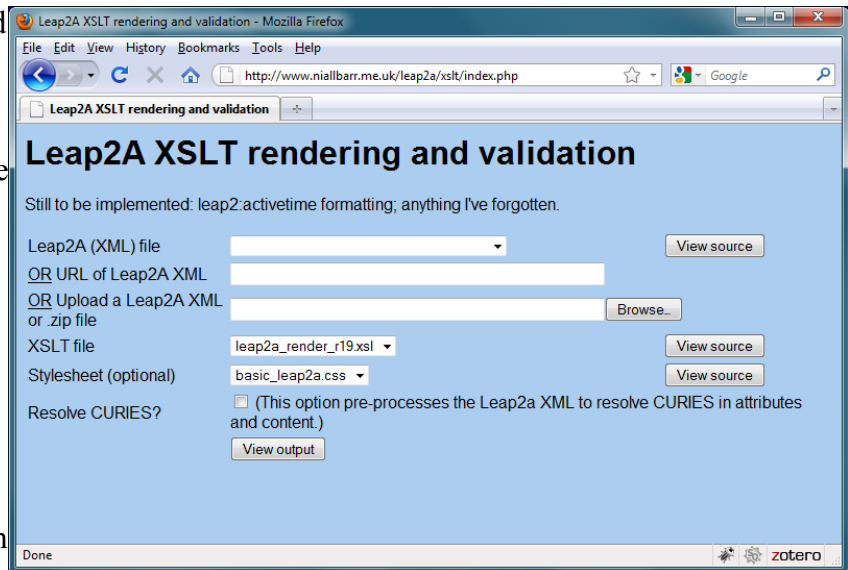 d
e
n
Leap2A XSLT rendering and validation - Mozilla Firefox
File Edit View History Bookmarks Tools Help
http://www.niallbarr.me.uk/leap2a/xslt/index.php
Google
Leap2A XSLT rendering and validation
Leap2A XSLT rendering and validation
Still to be implemented: leap2:activetime formatting; anything I've forgotten.
Leap2A (XML) file View source
OR URL of Leap2A XML
OR Upload a Leap2A XML
or .zip file Browse...
XSLT file leap2a_render_r19.xsl View source
Stylesheet (optional) basic_leap2a.css View source
Resolve CURIES? (This option pre-processes the Leap2a XML to resolve CURIES in attributes
and content.)
View output
Done zotero